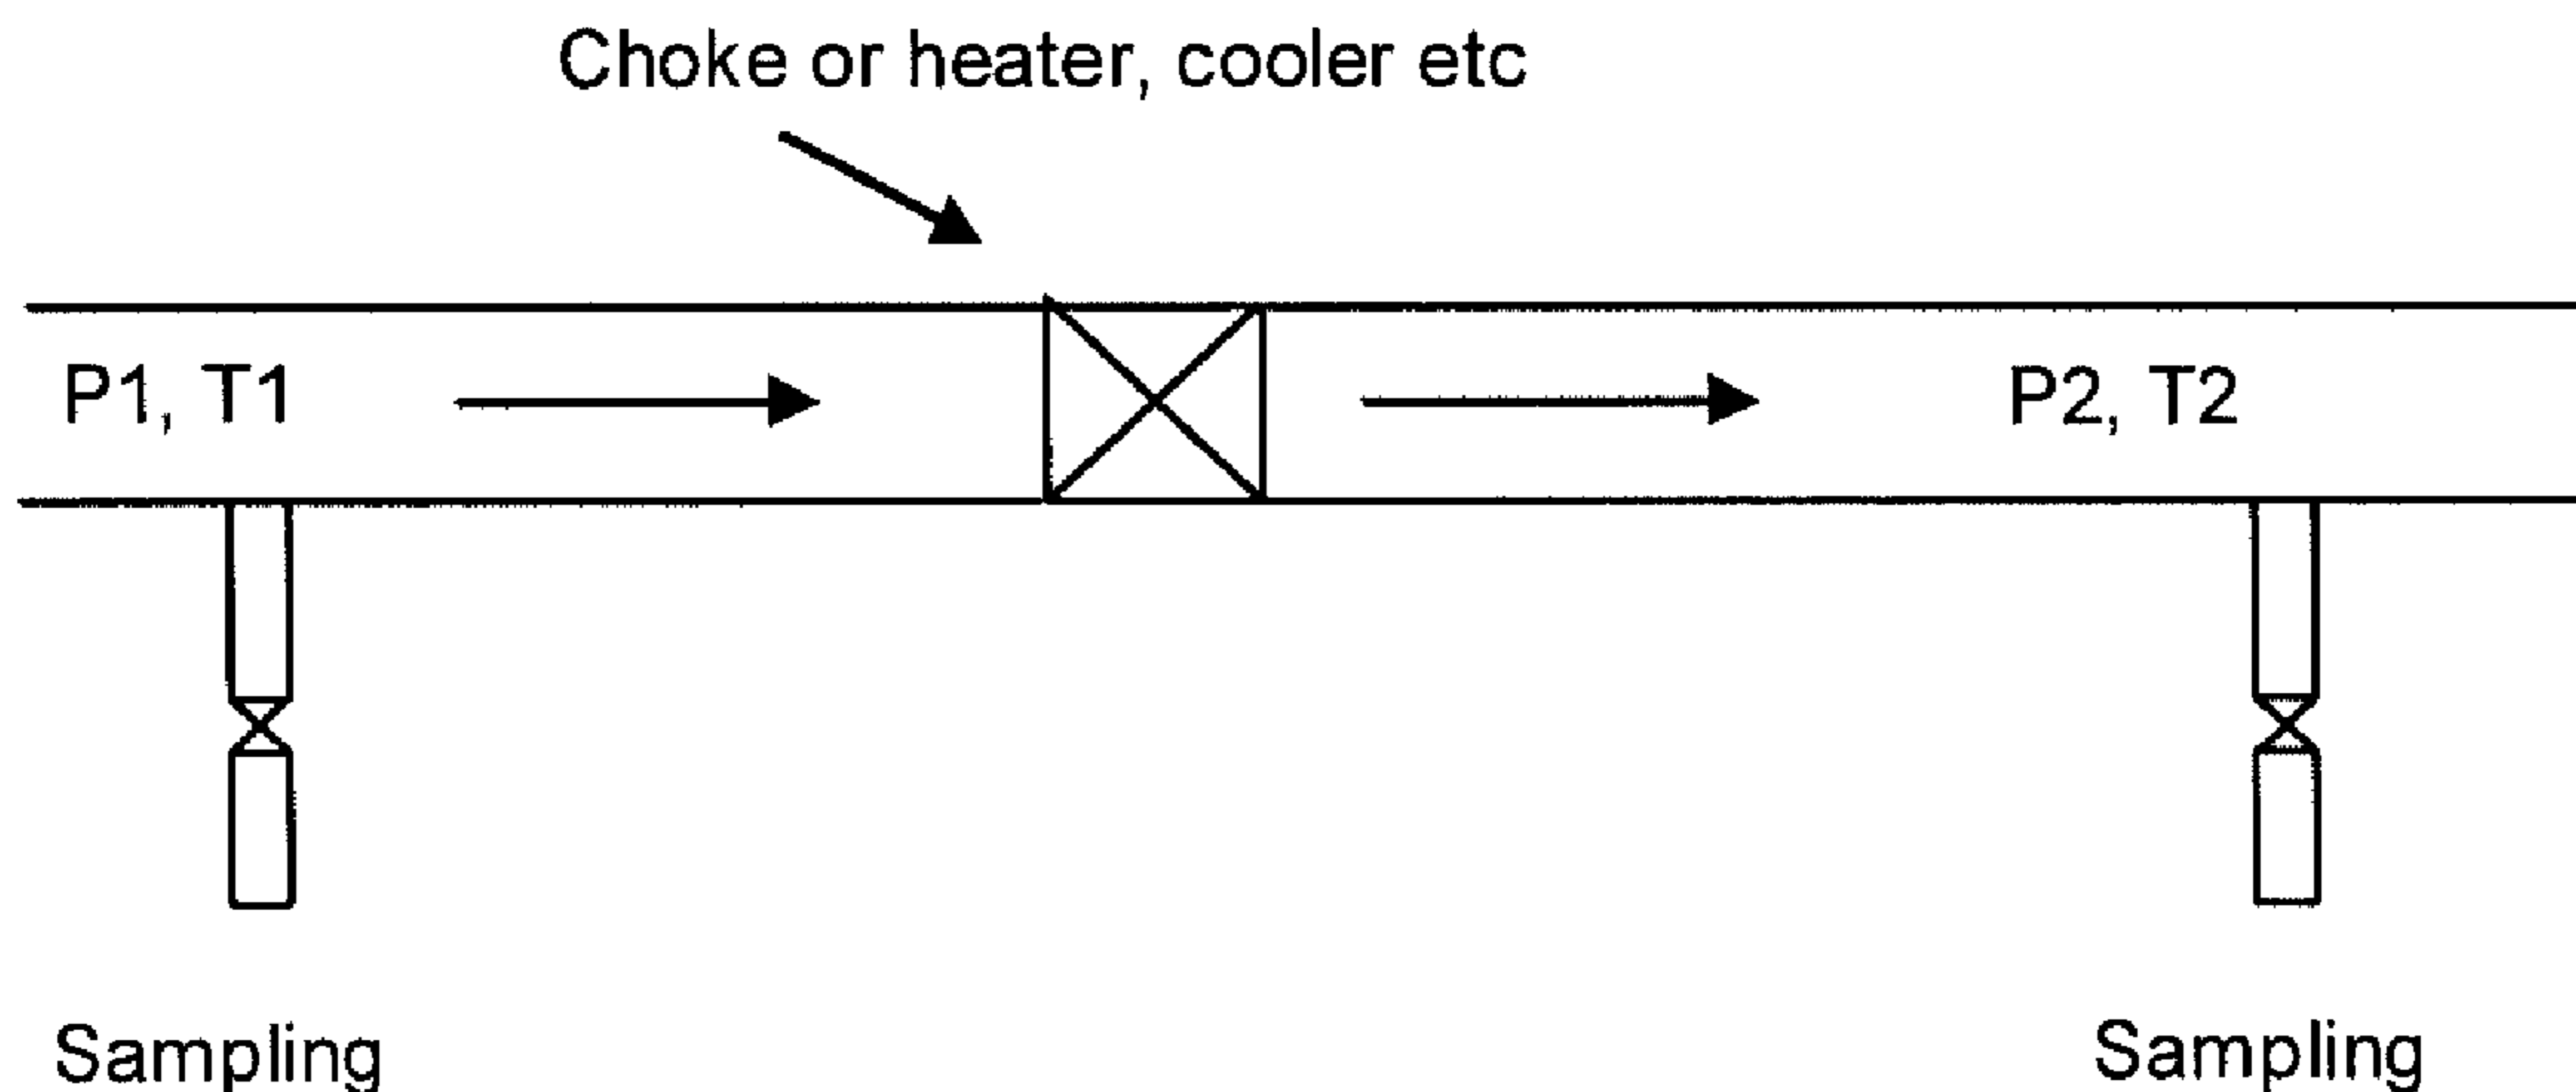 Choke or heater, cooler etc
P1, T1
P2, T2
Sampling
Sampling